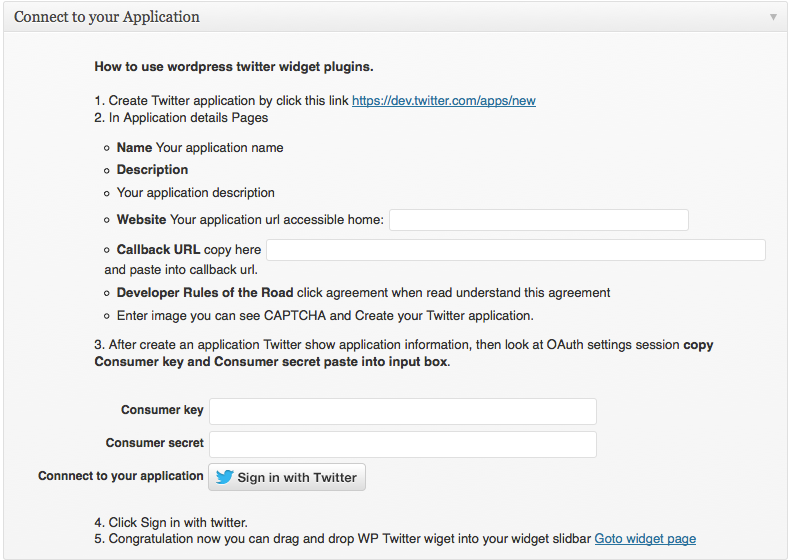 Connect to your Application
How to use wordpress twitter widget plugins.
1. Create Twitter application by click this link https://dev.twitter.com/apps/new
2. In Application details Pages
Name Your application name
Description
Your application description
Website Your application url accessible home:
Callback URL copy here
and paste into callback url.
Developer Rules of the Road click agreement when read understand this agreement
Enter image you can see CAPTCHA and Create your Twitter application.
3. After create an application Twitter show application information, then look at OAuth settings session copy
Consumer key and Consumer secret paste into input box.
Consumer key
Consumer secret
Connnect to your application Sign in with Twitter
4. Click Sign in with twitter.
5. Congratulation now you can drag and drop WP Twitter wiget into your widget slidbar Goto widget page